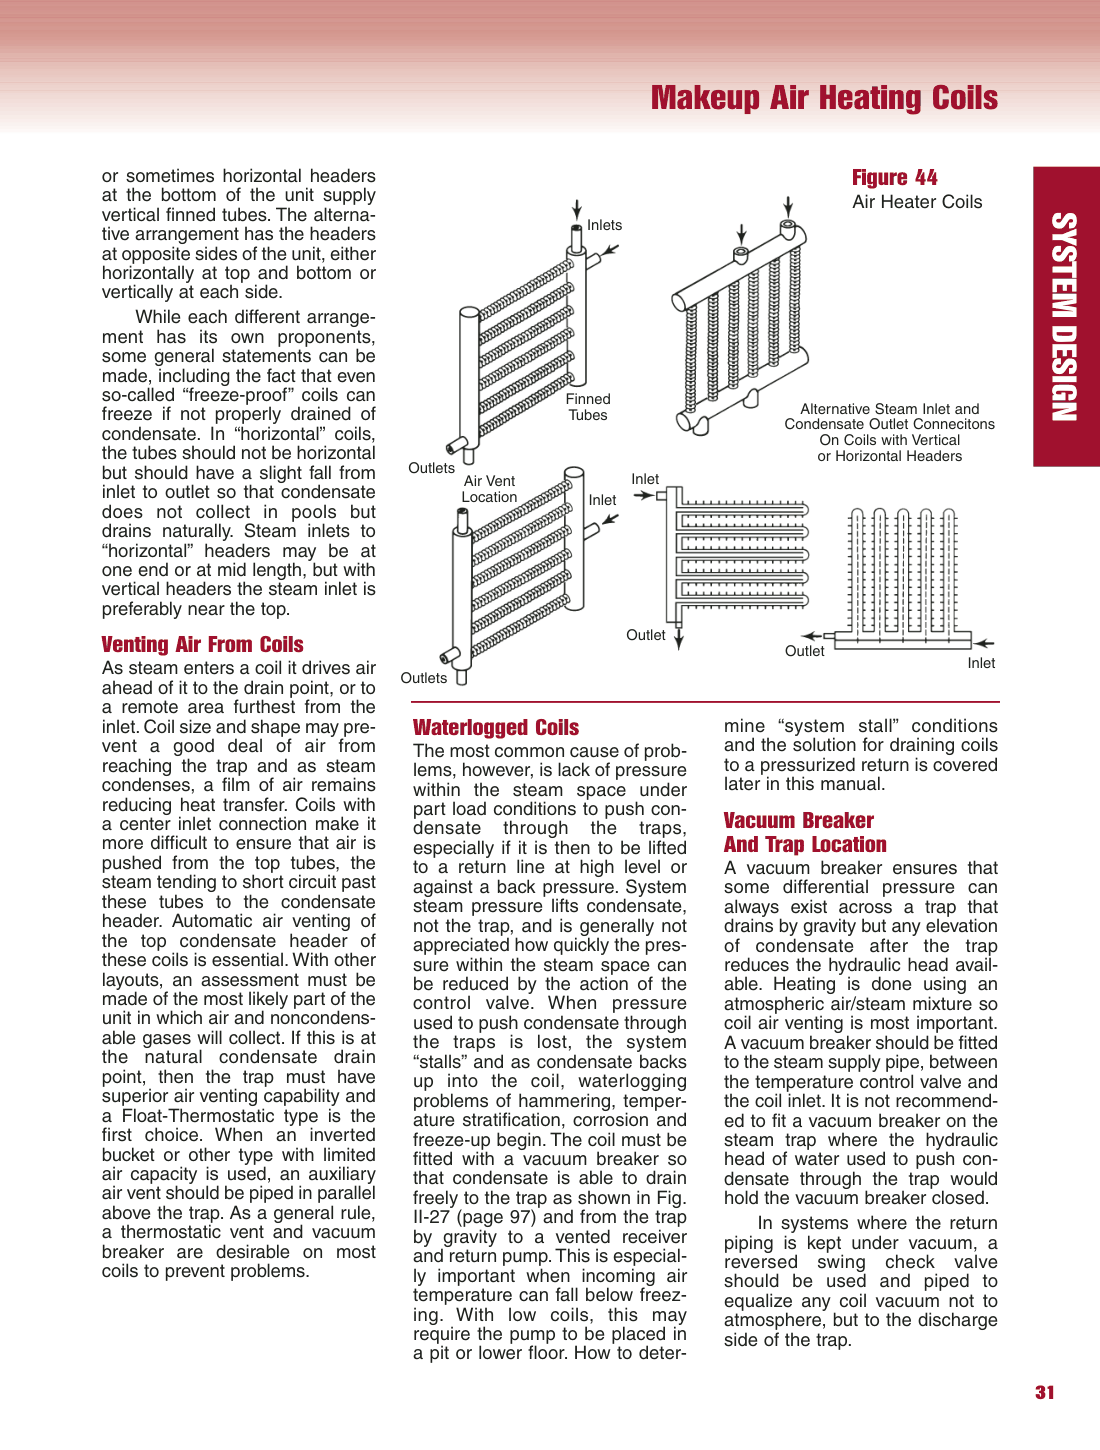 Makeup Air Heating Coils
SYSTEM DESIGN
or sometimes horizontal headers
at the bottom of the unit supply
vertical finned tubes. The alterna-
tive arrangement has the headers
at opposite sides of the unit, either
horizontally at top and bottom or
vertically at each side.
While each different arrange-
ment has its own proponents,
some general statements can be
made, including the fact that even
so-called “freeze-proof” coils can
freeze if not properly drained of
condensate. In “horizontal” coils,
the tubes should not be horizontal
but should have a slight fall from
inlet to outlet so that condensate
does not collect in pools but
drains naturally. Steam inlets to
“horizontal” headers may be at
one end or at mid length, but with
vertical headers the steam inlet is
preferably near the top.
Venting Air From Coils
As steam enters a coil it drives air
ahead of it to the drain point, or to
a remote area furthest from the
inlet. Coil size and shape may pre-
vent a good deal of air from
reaching the trap and as steam
condenses, a film of air remains
reducing heat transfer. Coils with
a center inlet connection make it
more difficult to ensure that air is
pushed from the top tubes, the
steam tending to short circuit past
these tubes to the condensate
header. Automatic air venting of
the top condensate header of
these coils is essential. With other
layouts, an assessment must be
made of the most likely part of the
unit in which air and noncondens-
able gases will collect. If this is at
the natural condensate drain
point, then the trap must have
superior air venting capability and
a Float-Thermostatic type is the
first choice. When an inverted
bucket or other type with limited
air capacity is used, an auxiliary
air vent should be piped in parallel
above the trap. As a general rule,
a thermostatic vent and vacuum
breaker are desirable on most
coils to prevent problems.
Figure 44
Air Heater Coils
Inlets
Finned
Tubes
Outlets
Alternative Steam Inlet and
Condensate Outlet Connecitons
On Coils with Vertical
or Horizontal Headers
Air Vent
Location
Inlet
Outlets
Inlet
Outlet
Outlet
Inlet
Waterlogged Coils
The most common cause of prob-
lems, however, is lack of pressure
within the steam space under
part load conditions to push con-
densate through the traps,
especially if it is then to be lifted
to a return line at high level or
against a back pressure. System
steam pressure lifts condensate,
not the trap, and is generally not
appreciated how quickly the pres-
sure within the steam space can
be reduced by the action of the
control valve. When pressure
used to push condensate through
the traps is lost, the system
“stalls” and as condensate backs
up into the coil, waterlogging
problems of hammering, temper-
ature stratification, corrosion and
freeze-up begin. The coil must be
fitted with a vacuum breaker so
that condensate is able to drain
freely to the trap as shown in Fig.
II-27 (page 97) and from the trap
by gravity to a vented receiver
and return pump. This is especial-
ly important when incoming air
temperature can fall below freez-
ing. With low coils, this may
require the pump to be placed in
a pit or lower floor. How to deter-
mine “system stall” conditions
and the solution for draining coils
to a pressurized return is covered
later in this manual.
Vacuum Breaker
And Trap Location
A vacuum breaker ensures that
some differential pressure can
always exist across a trap that
drains by gravity but any elevation
of condensate after the trap
reduces the hydraulic head avail-
able. Heating is done using an
atmospheric air/steam mixture so
coil air venting is most important.
A vacuum breaker should be fitted
to the steam supply pipe, between
the temperature control valve and
the coil inlet. It is not recommend-
ed to fit a vacuum breaker on the
steam trap where the hydraulic
head of water used to push con-
densate through the trap would
hold the vacuum breaker closed.
In systems where the return
piping is kept under vacuum, a
reversed swing check valve
should be used and piped to
equalize any coil vacuum not to
atmosphere, but to the discharge
side of the trap.
31